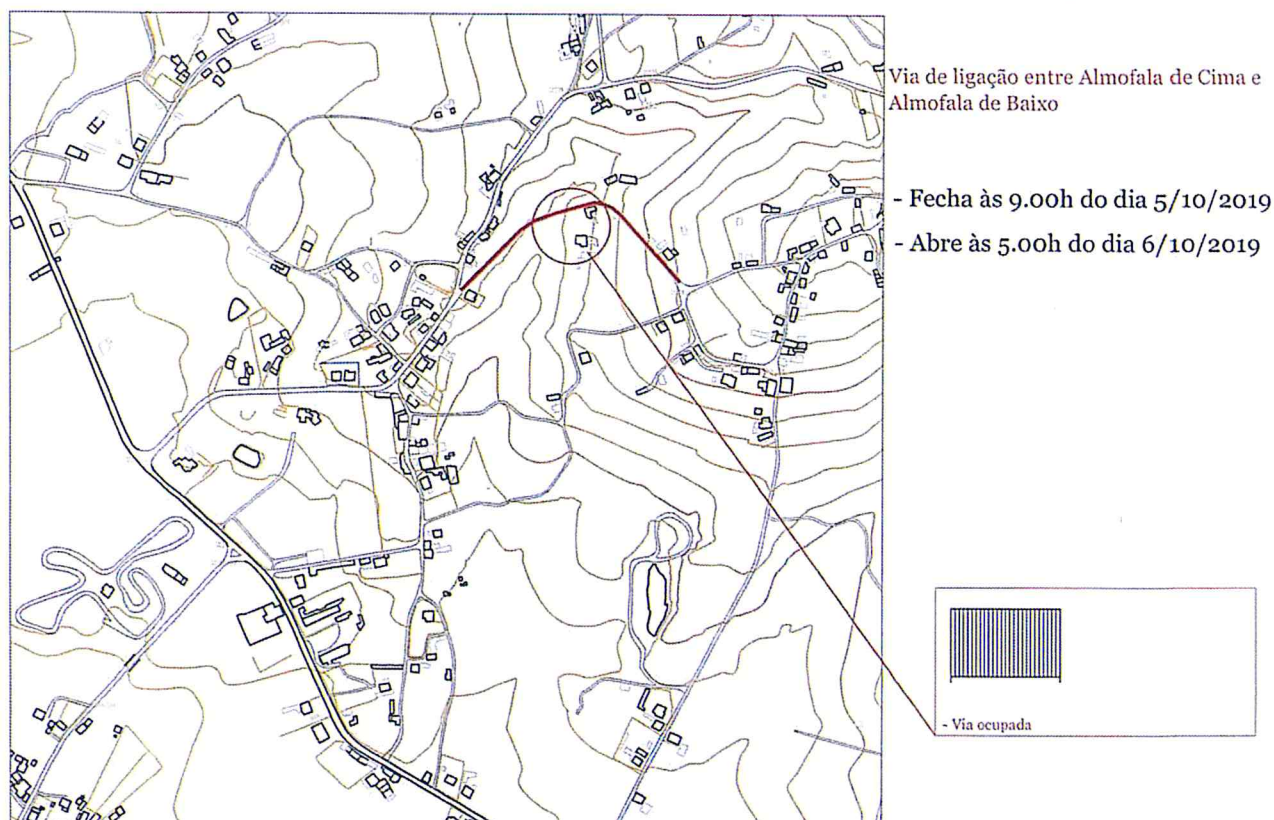 Via de ligação entre Almofala de Cima e
Almofala de Baixo
- Fecha às 9.00h do dia 5/10/2019
- Abre às 5.00h do dia 6/10/2019
- Via ocupada